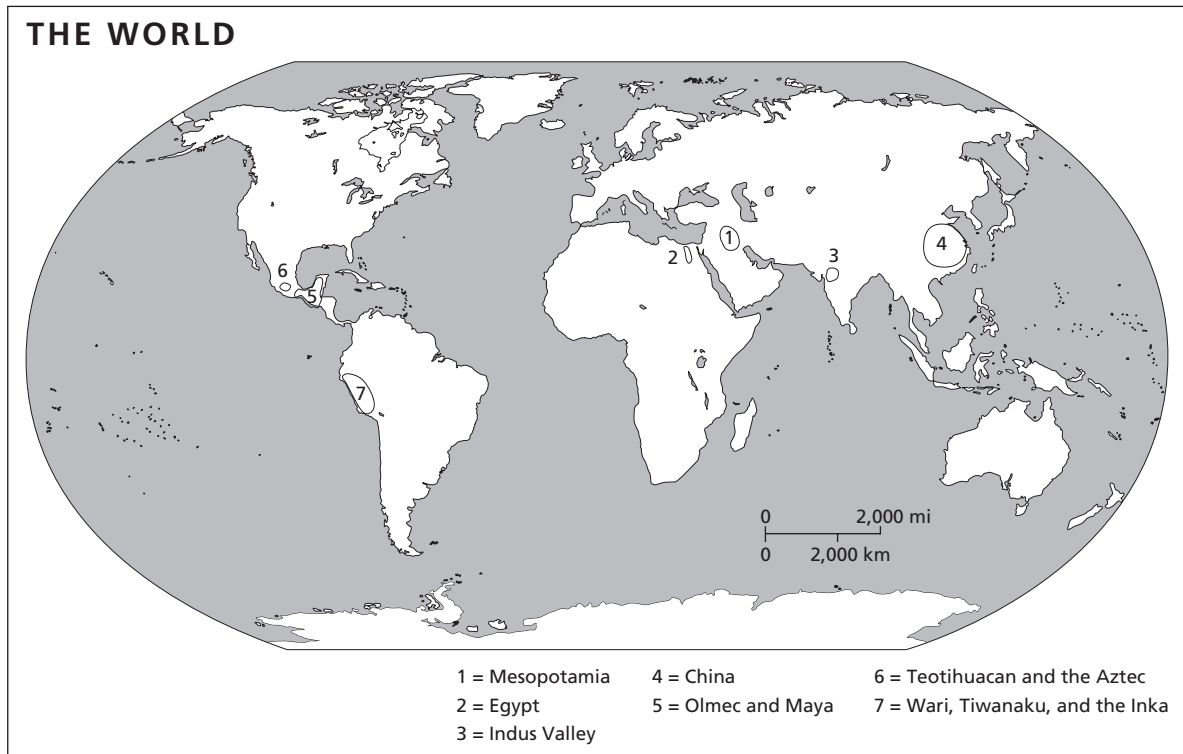 THE WORLD
1
2
3
4
6
5
7
0 2,000 mi
0 2,000 km
1 = Mesopotamia
2 = Egypt
3 = Indus Valley
4 = China
5 = Olmec and Maya
6 = Teotihuacan and the Aztec
7 = Wari, Tiwanaku, and the Inka